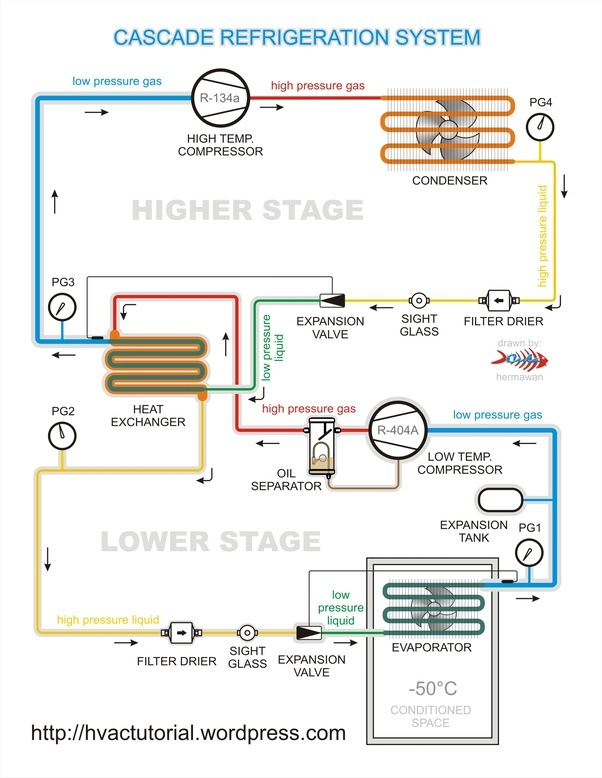 CASCADE REFRIGERATION SYSTEM
low pressure gas
high pressure gas
R-134a
PG4
HIGH TEMP.
COMPRESSOR
CONDENSER
HIGHER STAGE
high pressure liquid
PG3
EXPANSION
VALVE
SIGHT
GLASS
FILTER DRIER
drawn by:
hermawan
low pressure
liquid
HEAT
EXCHANGER
PG2
high pressure gas
R-404A
low pressure gas
OIL
SEPARATOR
LOW TEMP.
COMPRESSOR
EXPANSION
TANK
PG1
LOWER STAGE
high pressure liquid
low
pressure
liquid
FILTER DRIER
SIGHT
GLASS
EXPANSION
VALVE
EVAPORATOR
-50°C
CONDITIONED
SPACE
http://hvactutorial.wordpress.com